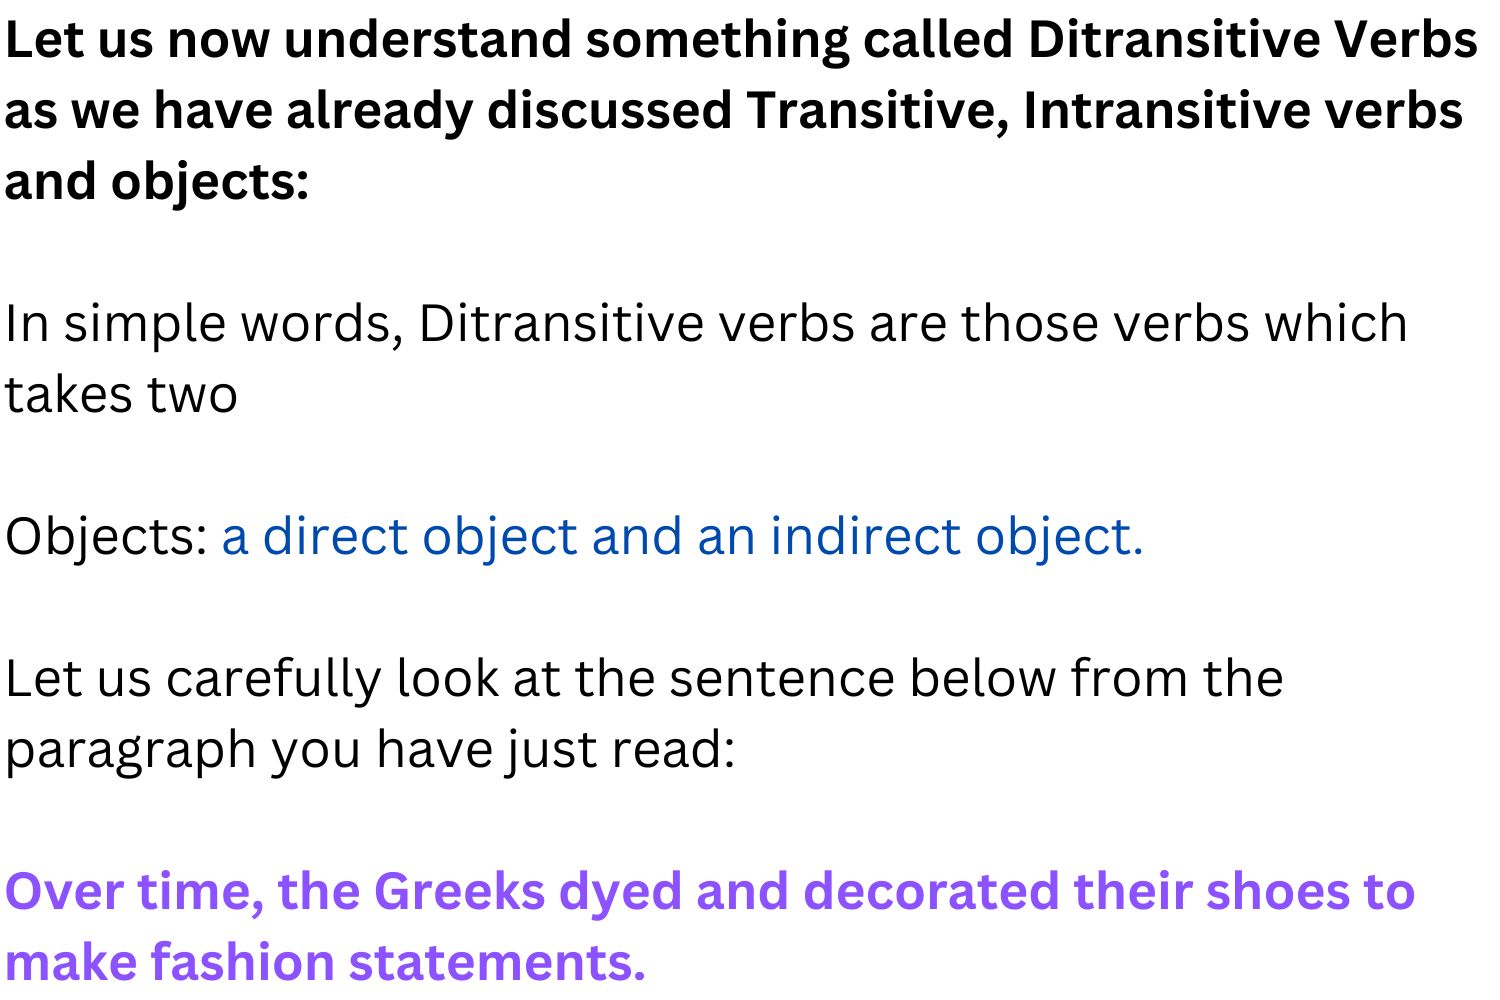 Let us now understand something called Ditransitive Verbs
as we have already discussed Transitive, Intransitive verbs
and objects:
In simple words, Ditransitive verbs are those verbs which
takes two
Objects: a direct object and an indirect object.
Let us carefully look at the sentence below from the
paragraph you have just read:
Over time, the Greeks dyed and decorated their shoes to
make fashion statements.